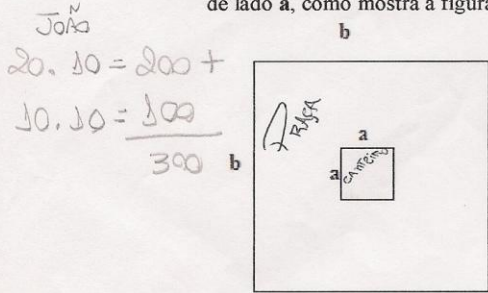 de lado a, como mostra a figura
JOÃO
20. 10 = 200 +
10. 10 = 100
300
b
b
PRAÇA
a
a
CANTEIRO